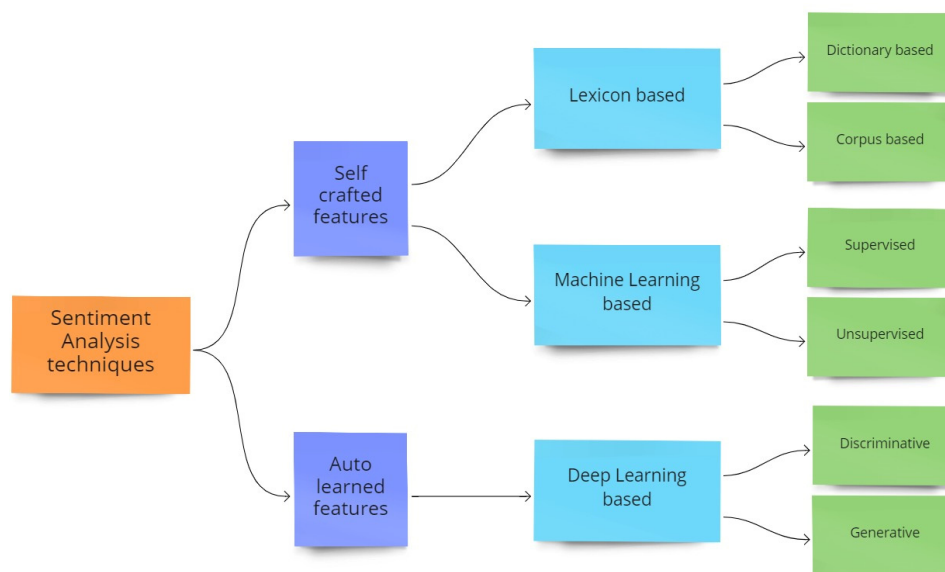 Sentiment
Analysis
techniques
Self
crafted
features
Auto
learned
features
Lexicon based
Machine Learning
based
Deep Learning
based
Dictionary based
Corpus based
Supervised
Unsupervised
Discriminative
Generative